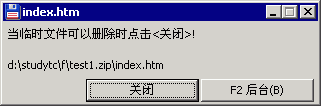 index.htm
当临时文件可以删除时点击<关闭>!
d:\studytc\f\test1.zip\index.htm
关闭
F2 后台(B)